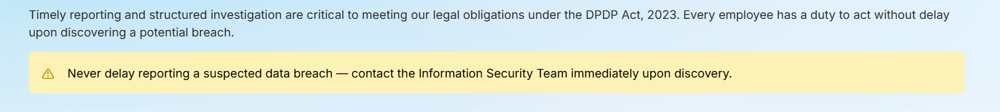 Timely reporting and structured investigation are critical to meeting our legal obligations under the DPDP Act, 2023. Every employee has a duty to act without delay
upon discovering a potential breach.
Never delay reporting a suspected data breach — contact the Information Security Team immediately upon discovery.